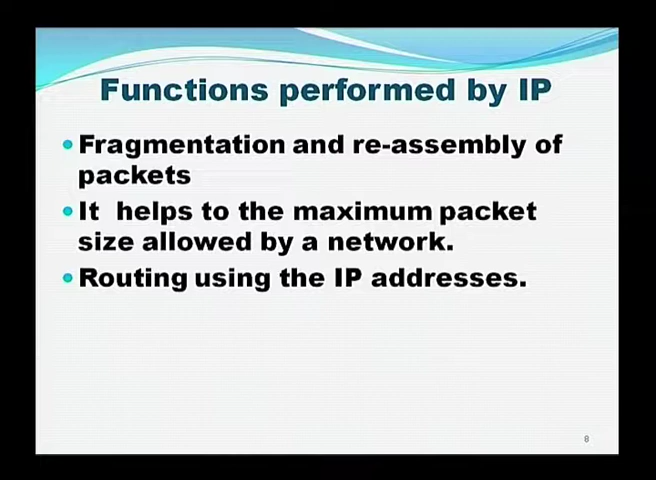 Functions performed by IP
• Fragmentation and re-assembly of
packets
• It helps to the maximum packet
size allowed by a network.
• Routing using the IP addresses.
8